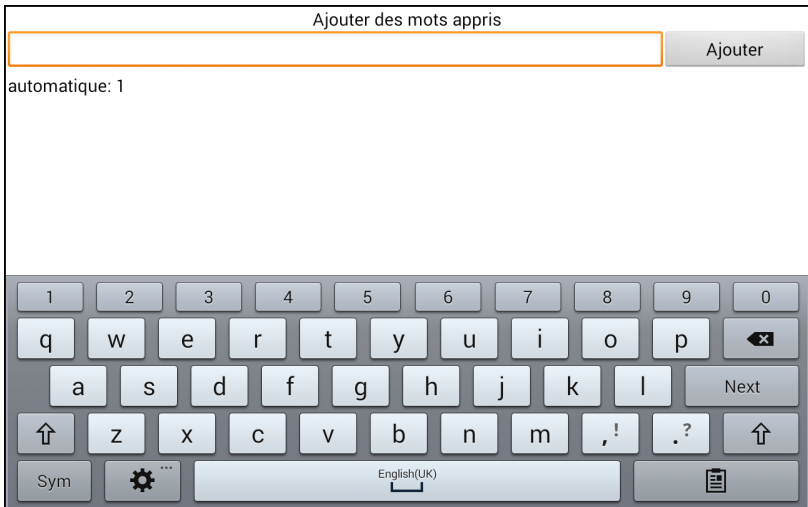 Ajouter des mots appris
Ajouter
automatique: 1
1 2 3 4 5 6 7 8 9 0
q w e r t y u i o p
a s d f g h j k l Next
z x c v b n m , ! . ?
Sym ... English(UK)